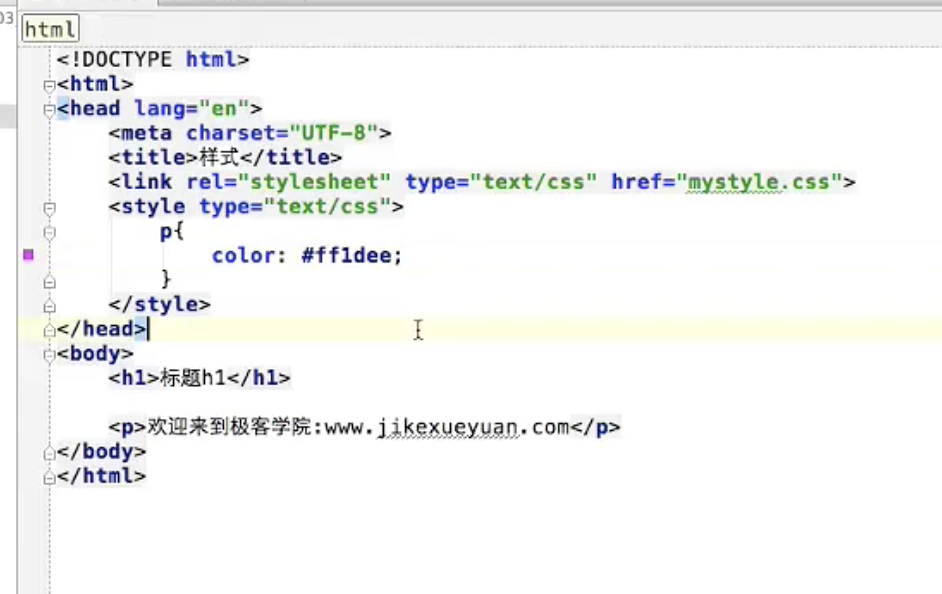 03
html
<!DOCTYPE html>
<html>
<head lang="en">
    <meta charset="UTF-8">
    <title>样式</title>
    <link rel="stylesheet" type="text/css" href="mystyle.css">
    <style type="text/css">
        p{
            color: #ff1dee;
        }
    </style>
</head>
<body>
    <h1>标题h1</h1>
    <p>欢迎来到极客学院:www.jikexueyuan.com</p>
</body>
</html>